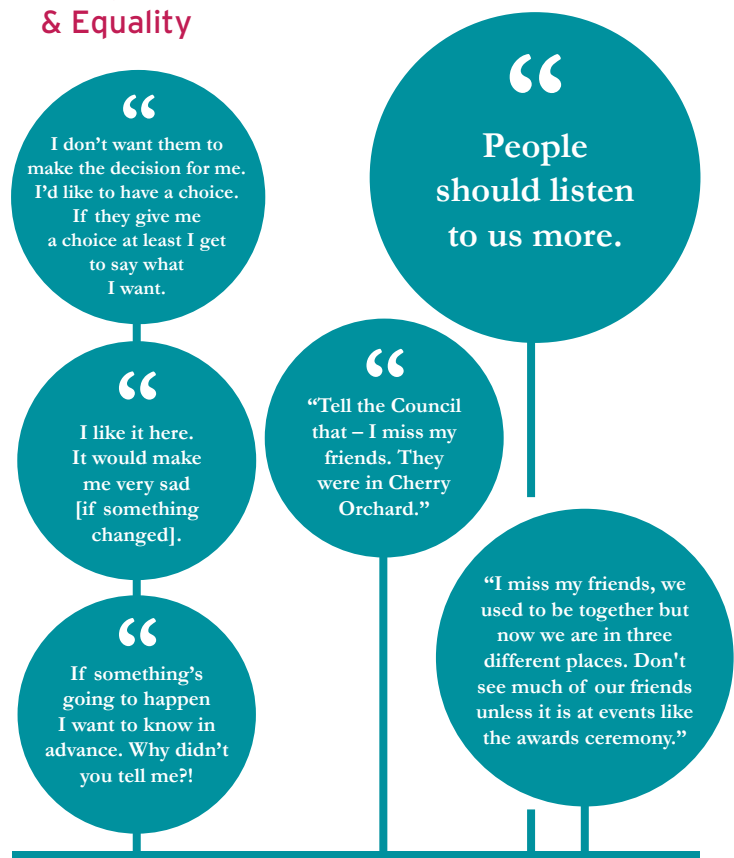 & Equality
“
I don’t want them to
make the decision for me.
I’d like to have a choice.
If they give me
a choice at least I get
to say what
I want.
“
People
should listen
to us more.
“
I like it here.
It would make
me very sad
[if something
changed].
“
“Tell the Council
that – I miss my
friends. They
were in Cherry
Orchard.”
“
If something’s
going to happen
I want to know in
advance. Why didn’t
you tell me?!
“I miss my friends, we
used to be together but
now we are in three
different places. Don't
see much of our friends
unless it is at events like
the awards ceremony.”